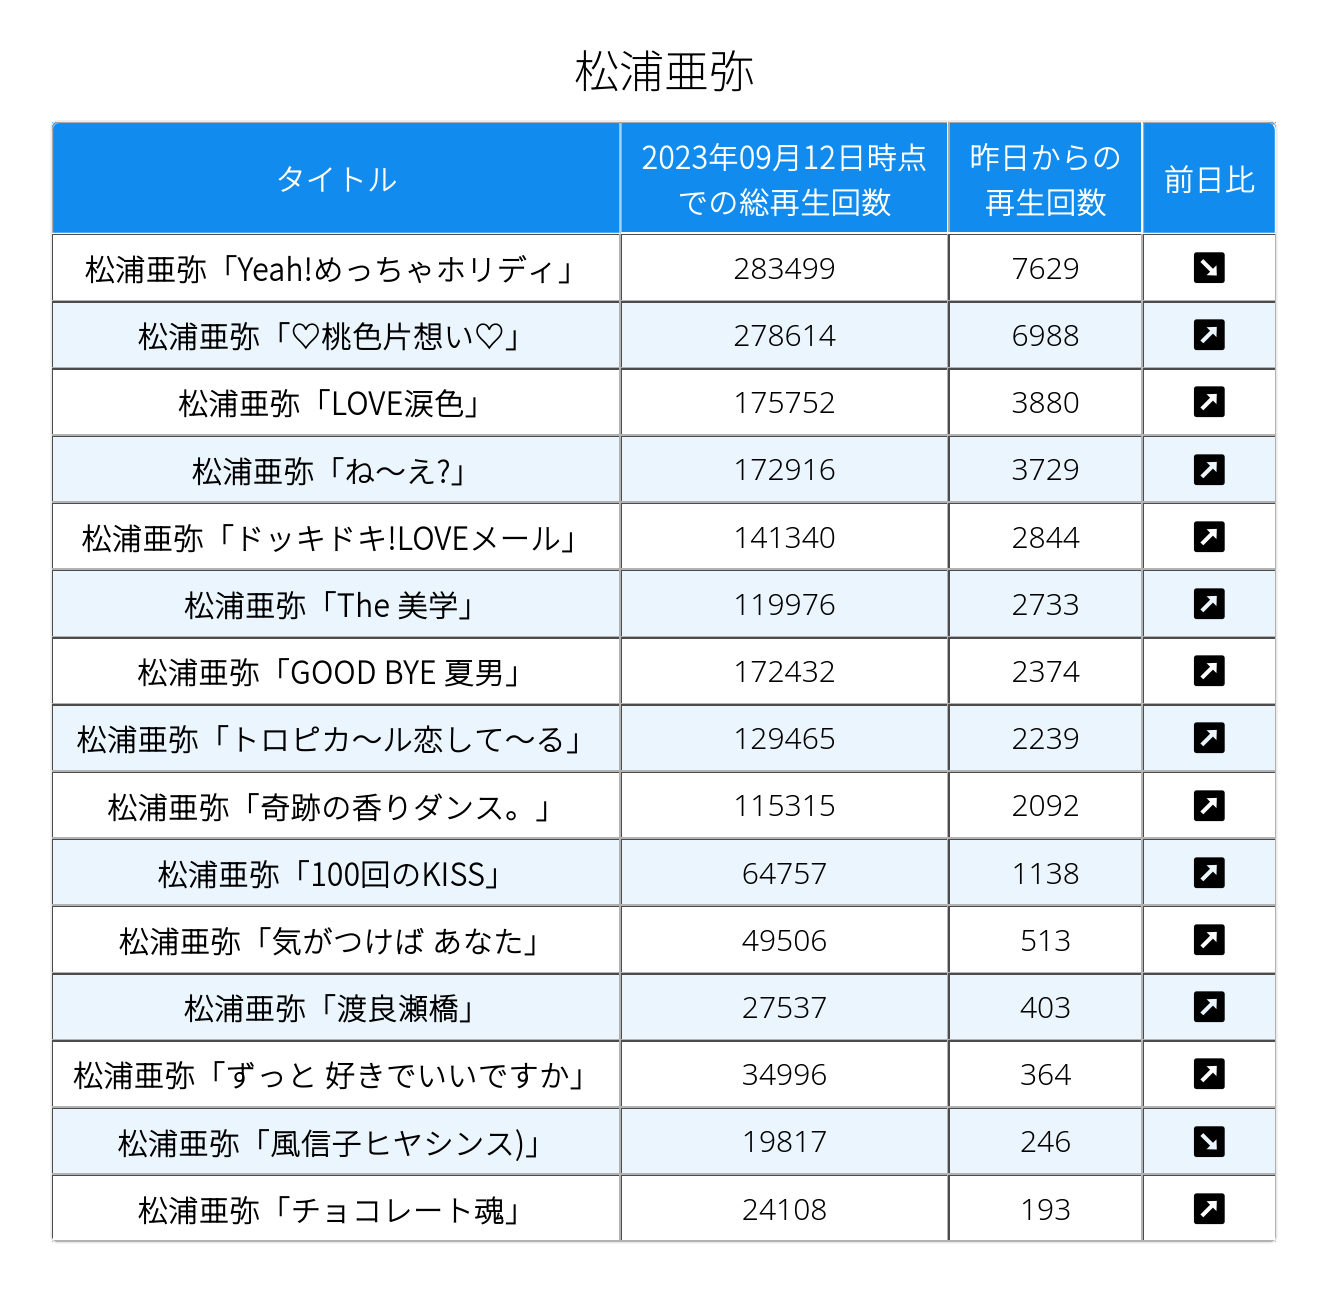 松浦亜弥
タイトル
2023年09月12日時点
での総再生回数
昨日からの
再生回数
前日比
松浦亜弥「Yeah!めっちゃホリディ」 283499 7629
松浦亜弥「♡桃色片想い♡」 278614 6988
松浦亜弥「LOVE涙色」 175752 3880
松浦亜弥「ね〜え?」 172916 3729
松浦亜弥「ドッキドキ!LOVEメール」 141340 2844
松浦亜弥「The 美学」 119976 2733
松浦亜弥「GOOD BYE 夏男」 172432 2374
松浦亜弥「トロピカ〜ル恋して〜る」 129465 2239
松浦亜弥「奇跡の香りダンス。」 115315 2092
松浦亜弥「100回のKISS」 64757 1138
松浦亜弥「気がつけば あなた」 49506 513
松浦亜弥「渡良瀬橋」 27537 403
松浦亜弥「ずっと 好きでいいですか」 34996 364
松浦亜弥「風信子ヒヤシンス)」 19817 246
松浦亜弥「チョコレート魂」 24108 193